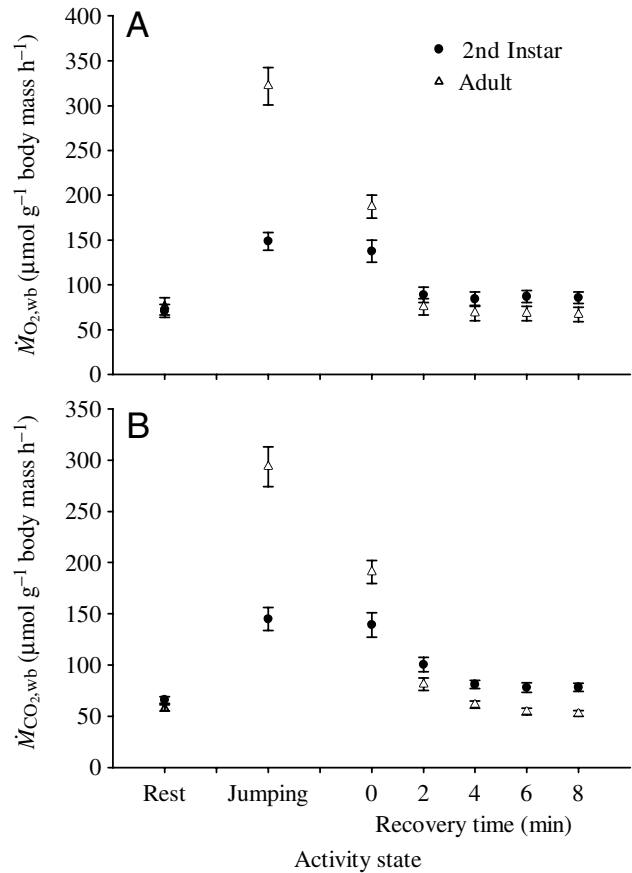 A
2nd Instar
Adult
400
350
300
250
200
150
100
50
0
ṀO₂,wb (μmol g⁻¹ body mass h⁻¹)
B
350
300
250
200
150
100
50
0
ṀCO₂,wb (μmol g⁻¹ body mass h⁻¹)
Rest Jumping 0 2 4 6 8
Recovery time (min)
Activity state